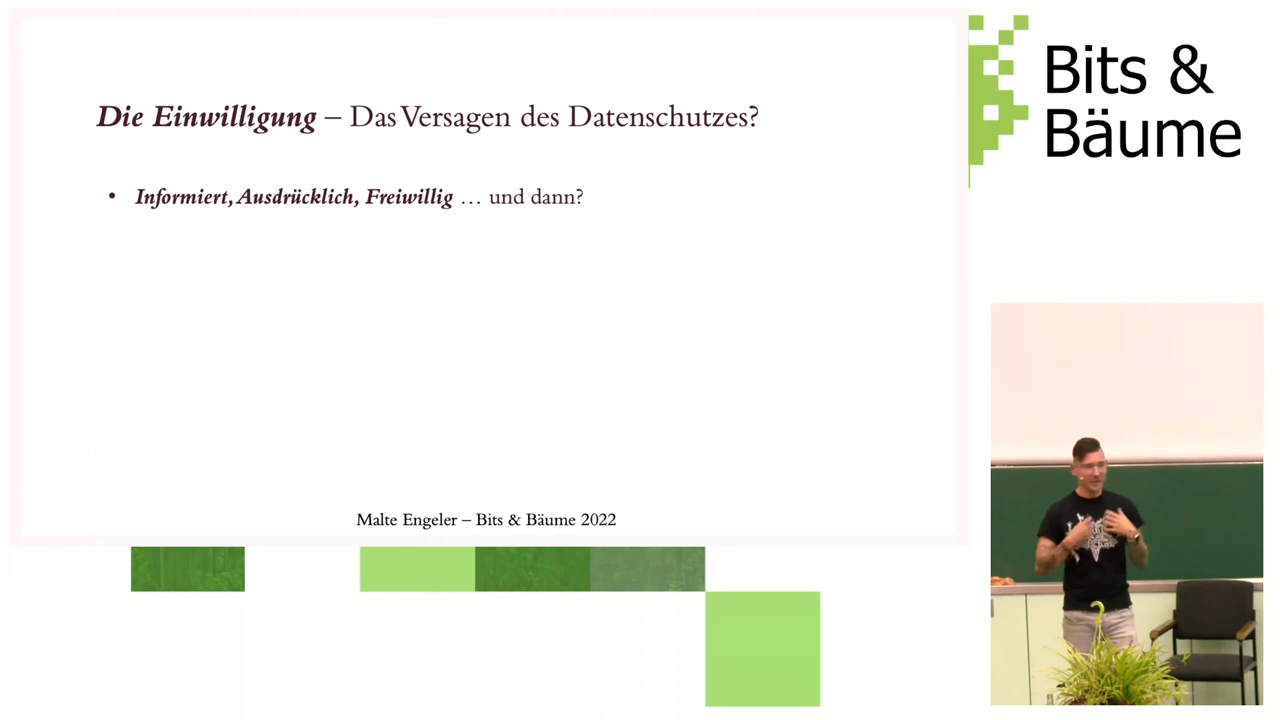 Die Einwilligung – Das Versagen des Datenschutzes?
• Informiert, Ausdrücklich, Freiwillig … und dann?
Malte Engeler – Bits & Bäume 2022
Bits &
Bäume